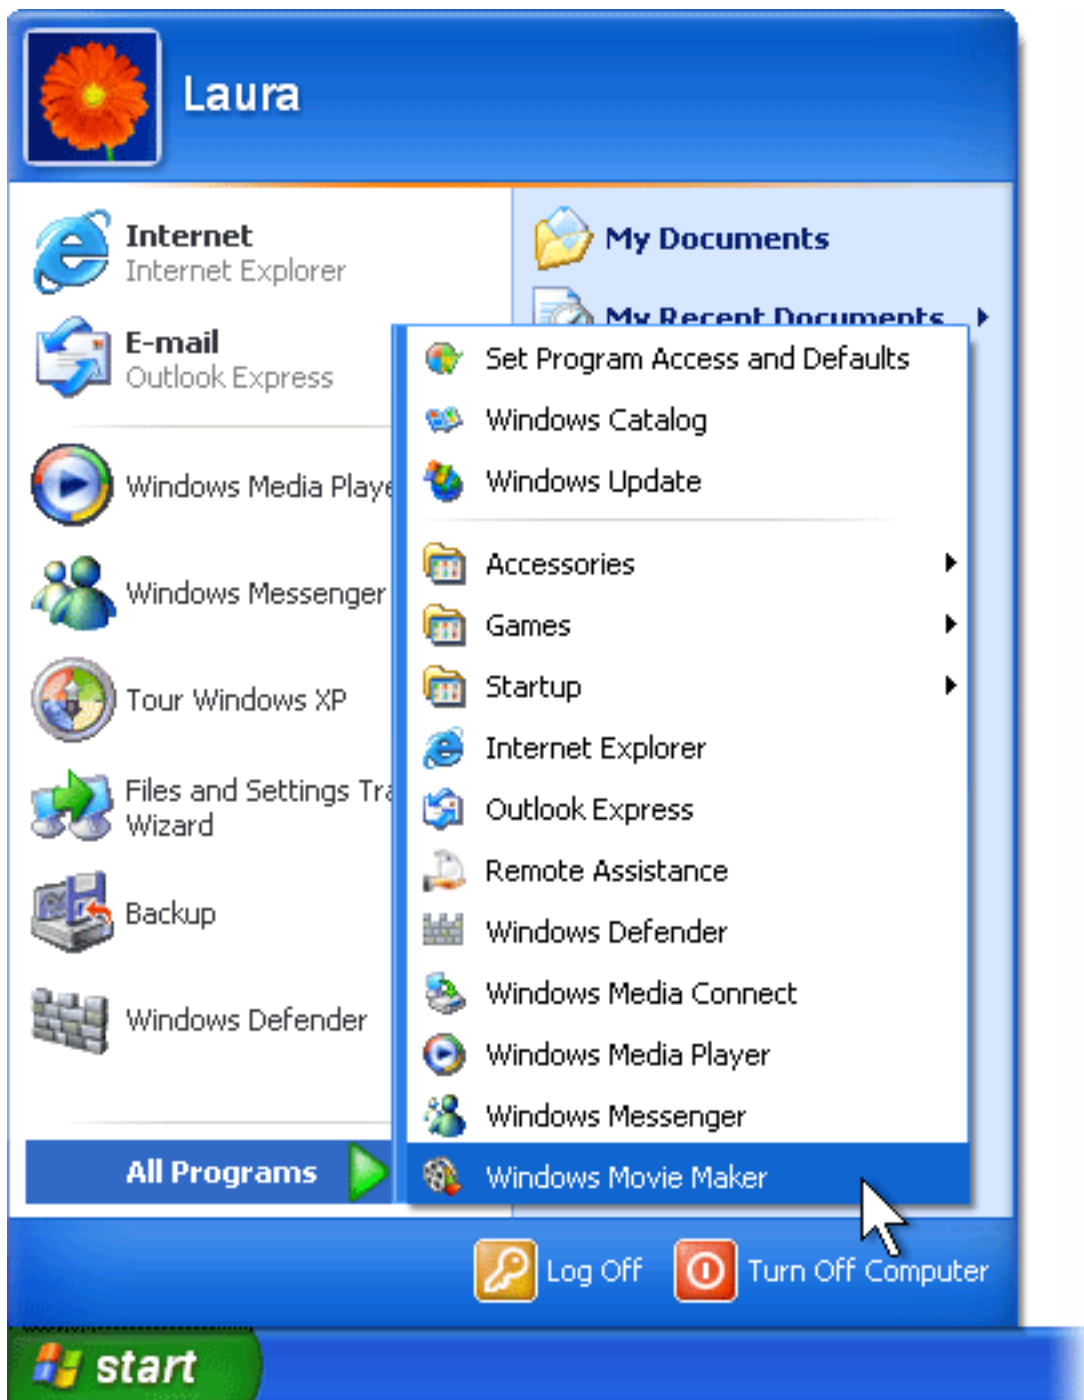 Laura
Internet
Internet Explorer
E-mail
Outlook Express
Windows Media Playe
Windows Messenger
Tour Windows XP
Files and Settings Tra
Wizard
Backup
Windows Defender
All Programs
My Documents
My Recent Documents
Set Program Access and Defaults
Windows Catalog
Windows Update
Accessories
Games
Startup
Internet Explorer
Outlook Express
Remote Assistance
Windows Defender
Windows Media Connect
Windows Media Player
Windows Messenger
Windows Movie Maker
Log Off
Turn Off Computer
start